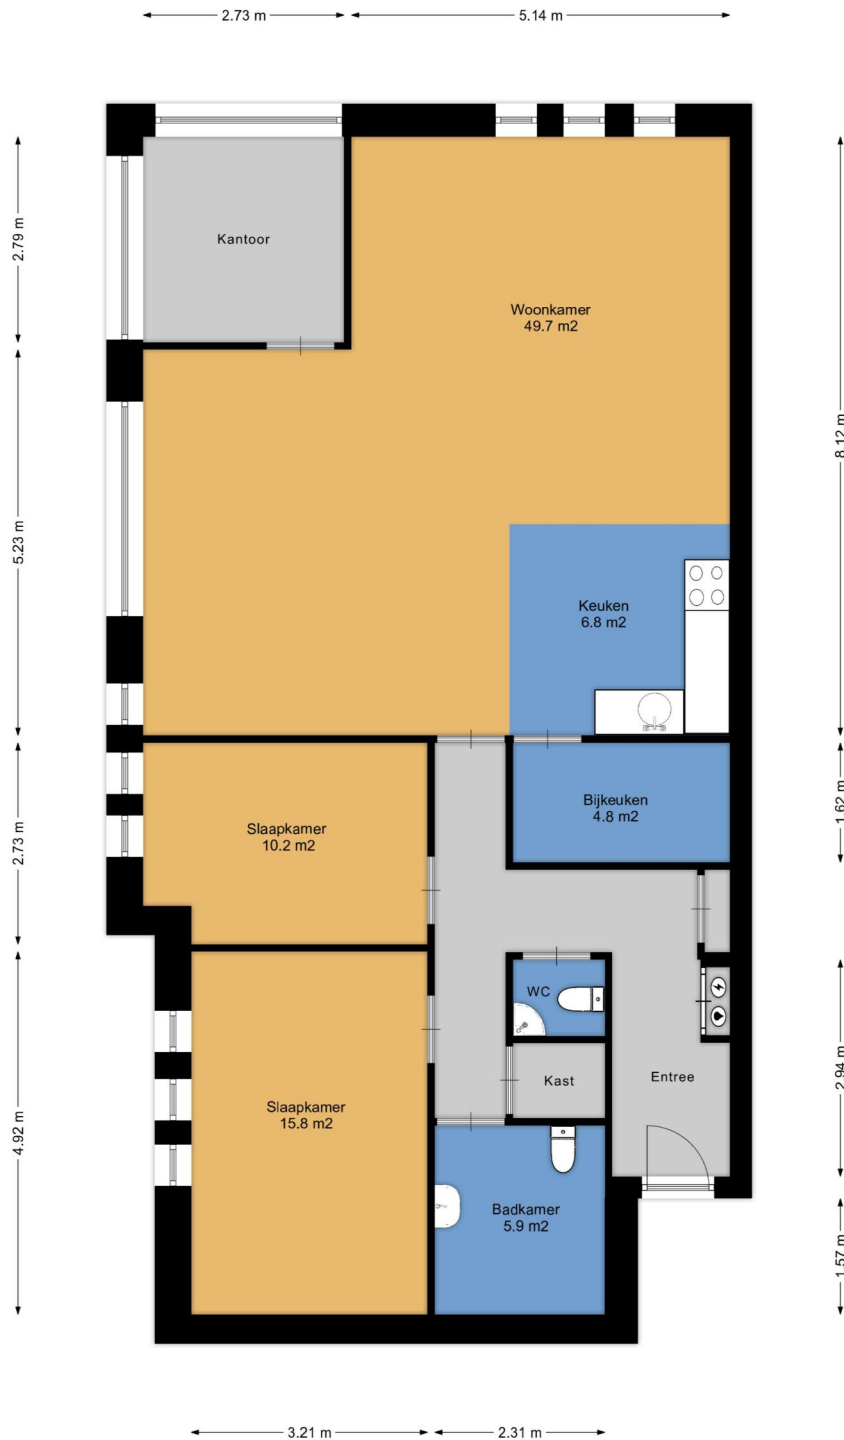 2.73 m
5.14 m
2.79 m
Kantoor
Woonkamer
49.7 m2
8.12 m
5.23 m
Keuken
6.8 m2
Bijkeuken
4.8 m2
1.62 m
Slaapkamer
10.2 m2
2.73 m
WC
Kast
Entree
2.94 m
Slaapkamer
15.8 m2
4.92 m
Badkamer
5.9 m2
1.57 m
3.21 m
2.31 m